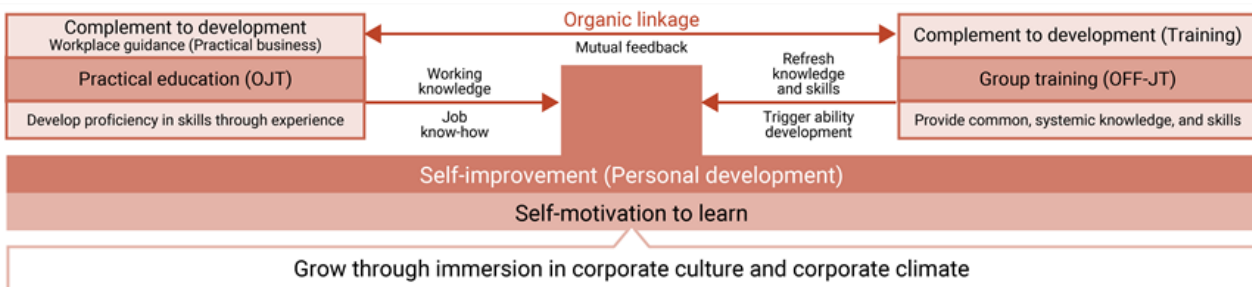 Complement to development
Workplace guidance (Practical business)
Practical education (OJT)
Develop proficiency in skills through experience
Organic linkage
Mutual feedback
Working
knowledge
Job
know-how
Refresh
knowledge
and skills
Trigger ability
development
Complement to development (Training)
Group training (OFF-JT)
Provide common, systemic knowledge, and skills
Self-improvement (Personal development)
Self-motivation to learn
Grow through immersion in corporate culture and corporate climate